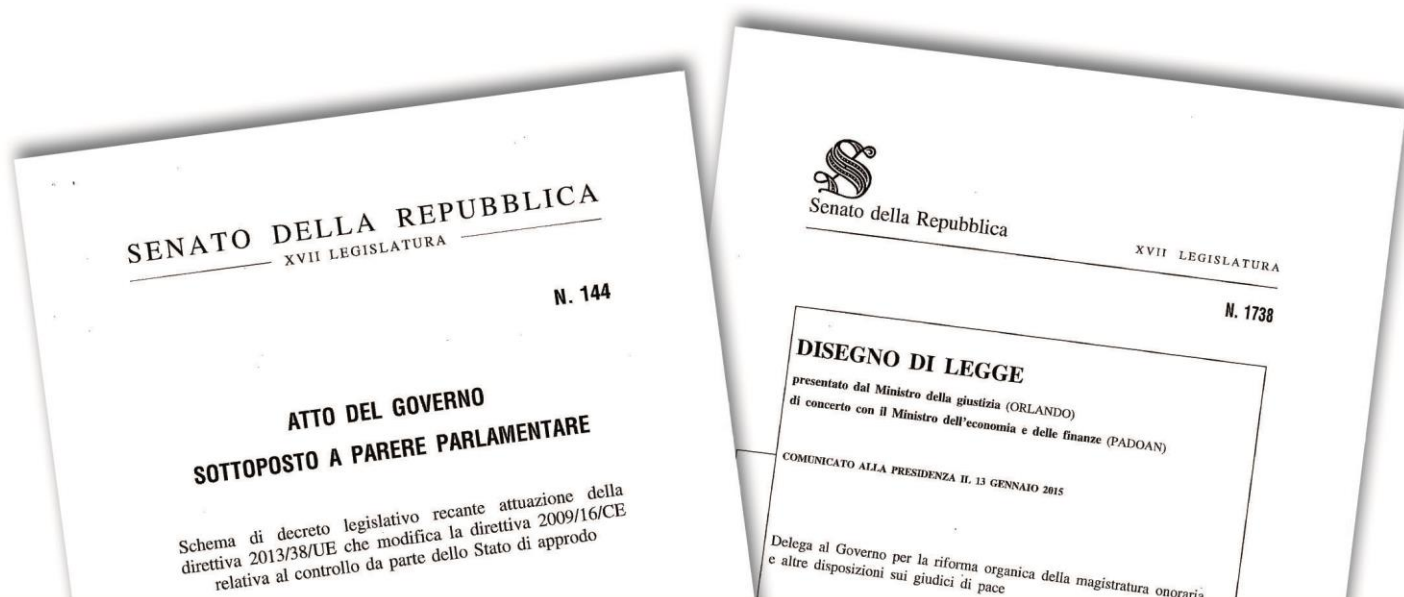 SENATO DELLA REPUBBLICA
XVII LEGISLATURA
N. 144
ATTO DEL GOVERNO
SOTTOPOSTO A PARERE PARLAMENTARE
Schema di decreto legislativo recante attuazione della
direttiva 2013/38/UE che modifica la direttiva 2009/16/CE
relativa al controllo da parte dello Stato di approdo
Senato della Repubblica
XVII LEGISLATURA
N. 1738
DISEGNO DI LEGGE
presentato dal Ministro della giustizia (ORLANDO)
di concerto con il Ministro dell'economia e delle finanze (PADOAN)
COMUNICATO ALLA PRESIDENZA IL 13 GENNAIO 2015
Delega al Governo per la riforma organica della magistratura onoraria
e altre disposizioni sui giudici di pace